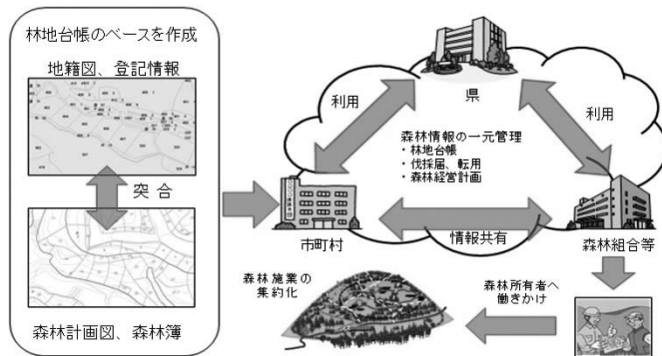 林地台帳のベースを作成
地籍図、登記情報
突合
森林計画図、森林簿
県
利用
利用
森林情報の一元管理
・林地台帳
・伐採届、転用
・森林経営計画
市町村
情報共有
森林組合等
森林所有者へ
働きかけ
森林施業の
集約化